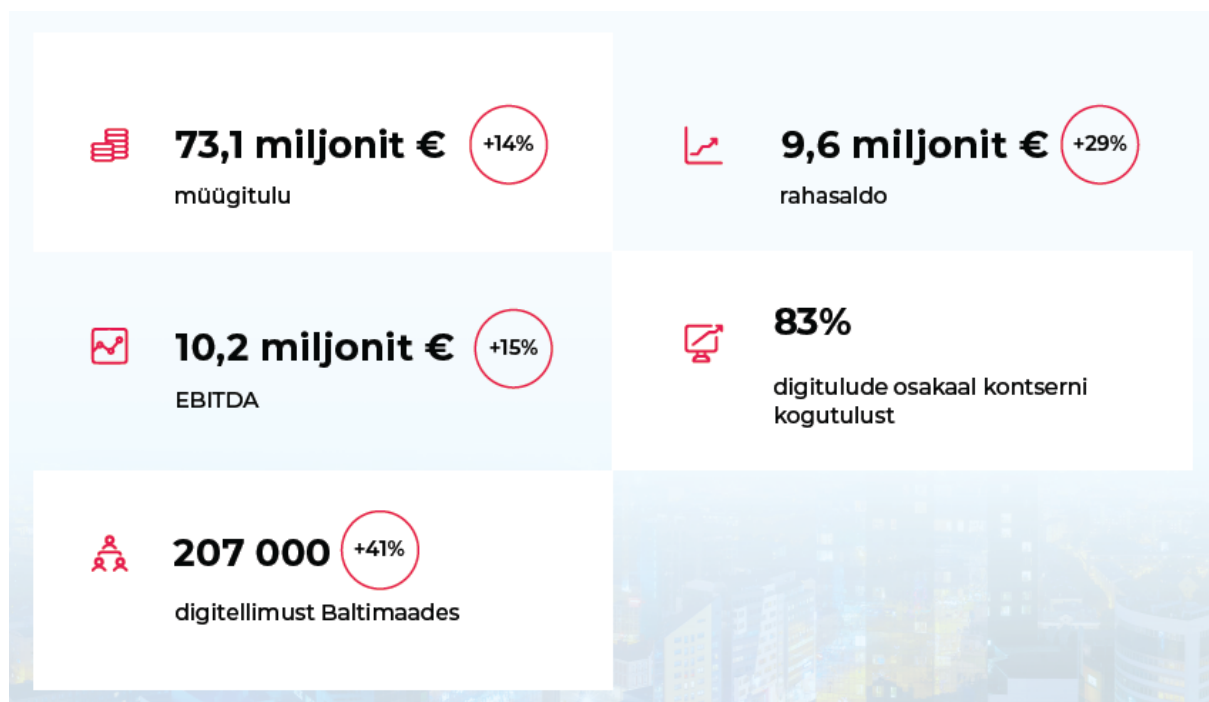 73,1 miljonit €
+14%
müügitulu
9,6 miljonit €
+29%
rahasaldo
10,2 miljonit €
+15%
EBITDA
83%
digitulude osakaal kontserni
kogutulust
207 000
+41%
digitellimust Baltimaades